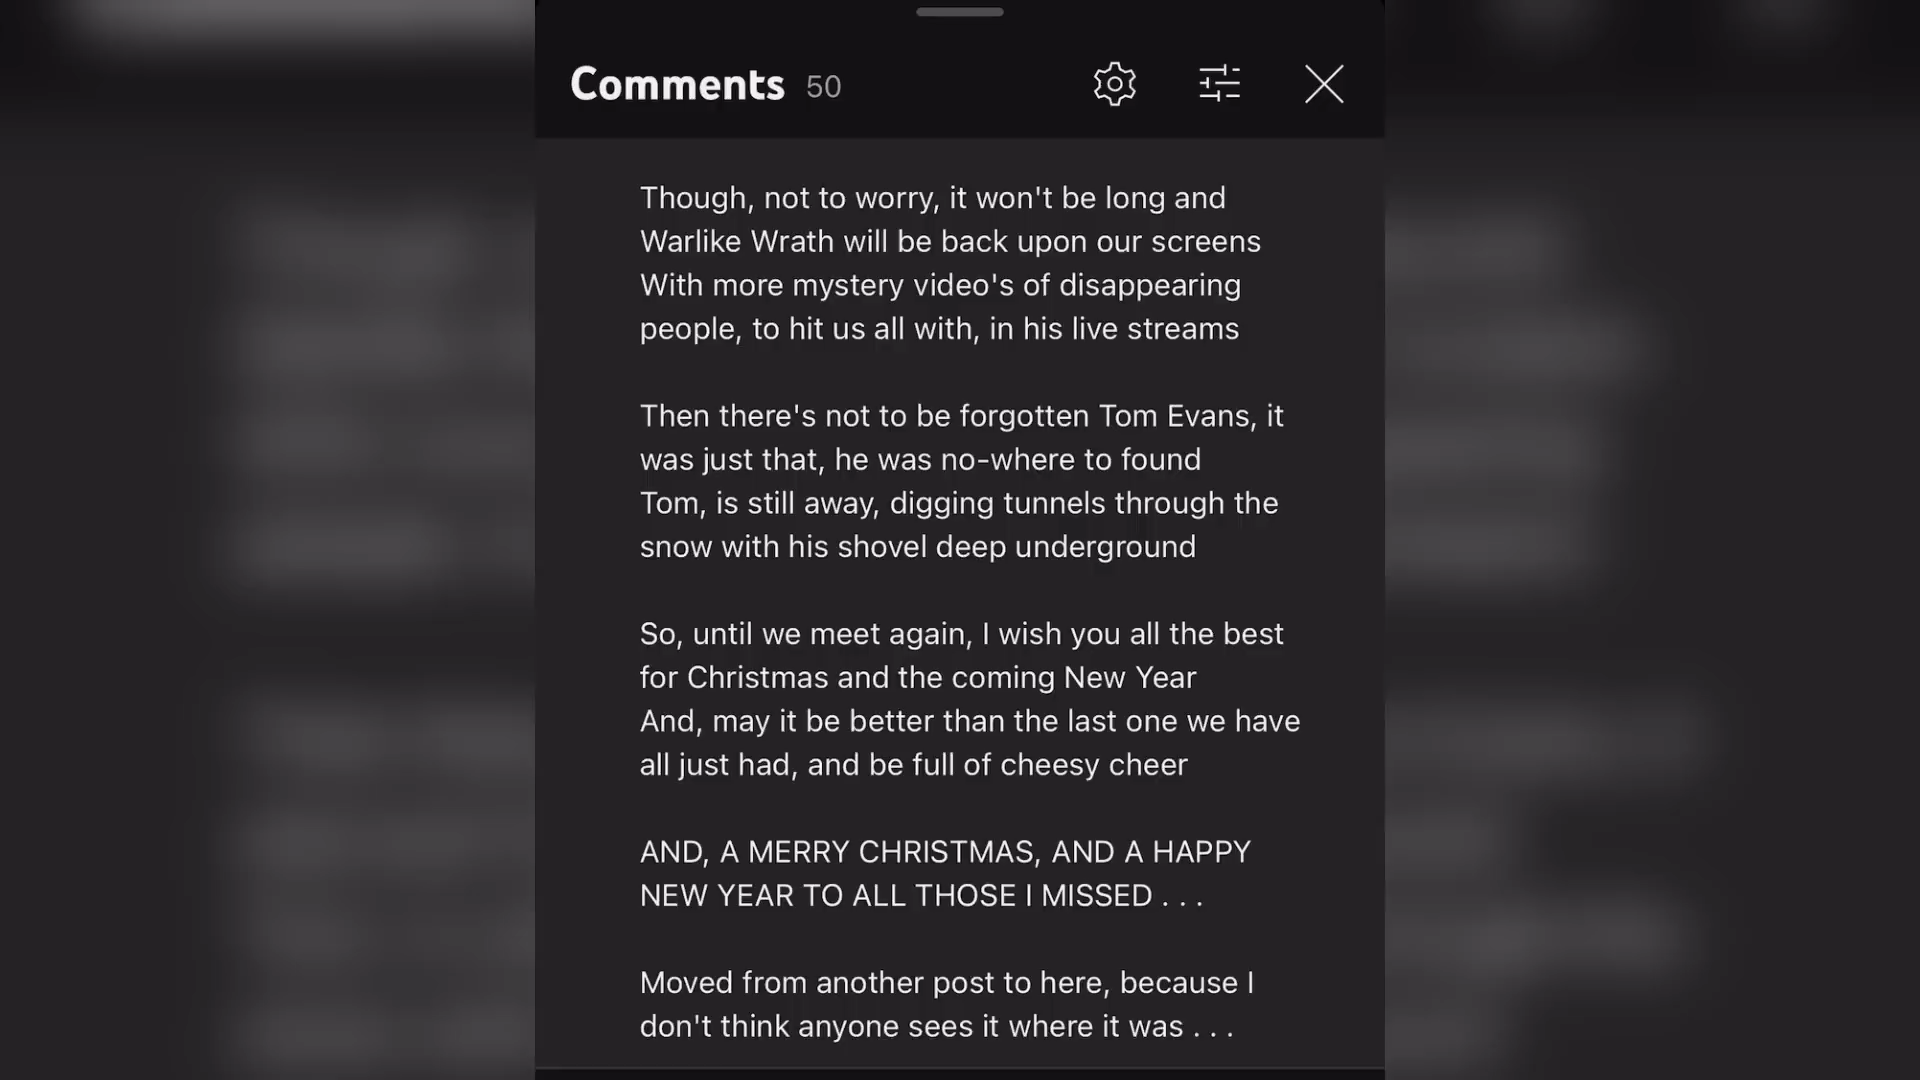 Comments 50
Though, not to worry, it won't be long and
Warlike Wrath will be back upon our screens
With more mystery video's of disappearing
people, to hit us all with, in his live streams
Then there's not to be forgotten Tom Evans, it
was just that, he was no-where to found
Tom, is still away, digging tunnels through the
snow with his shovel deep underground
So, until we meet again, I wish you all the best
for Christmas and the coming New Year
And, may it be better than the last one we have
all just had, and be full of cheesy cheer
AND, A MERRY CHRISTMAS, AND A HAPPY
NEW YEAR TO ALL THOSE I MISSED . . .
Moved from another post to here, because I
don't think anyone sees it where it was . . .